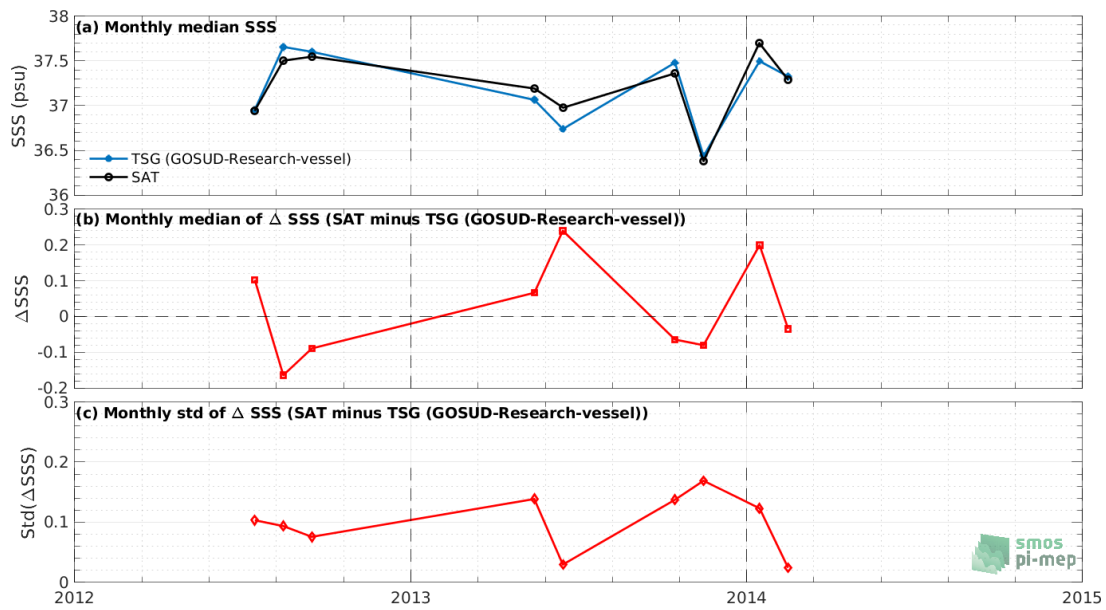 (a) Monthly median SSS
38
37.5
37
36.5
36
SSS (psu)
TSG (GOSUD-Research-vessel)
SAT
(b) Monthly median of Δ SSS (SAT minus TSG (GOSUD-Research-vessel))
0.3
0.2
0.1
0
-0.1
-0.2
ΔSSS
(c) Monthly std of Δ SSS (SAT minus TSG (GOSUD-Research-vessel))
0.3
0.2
0.1
0
Std(ΔSSS)
smos
pi-mep
2012
2013
2014
2015